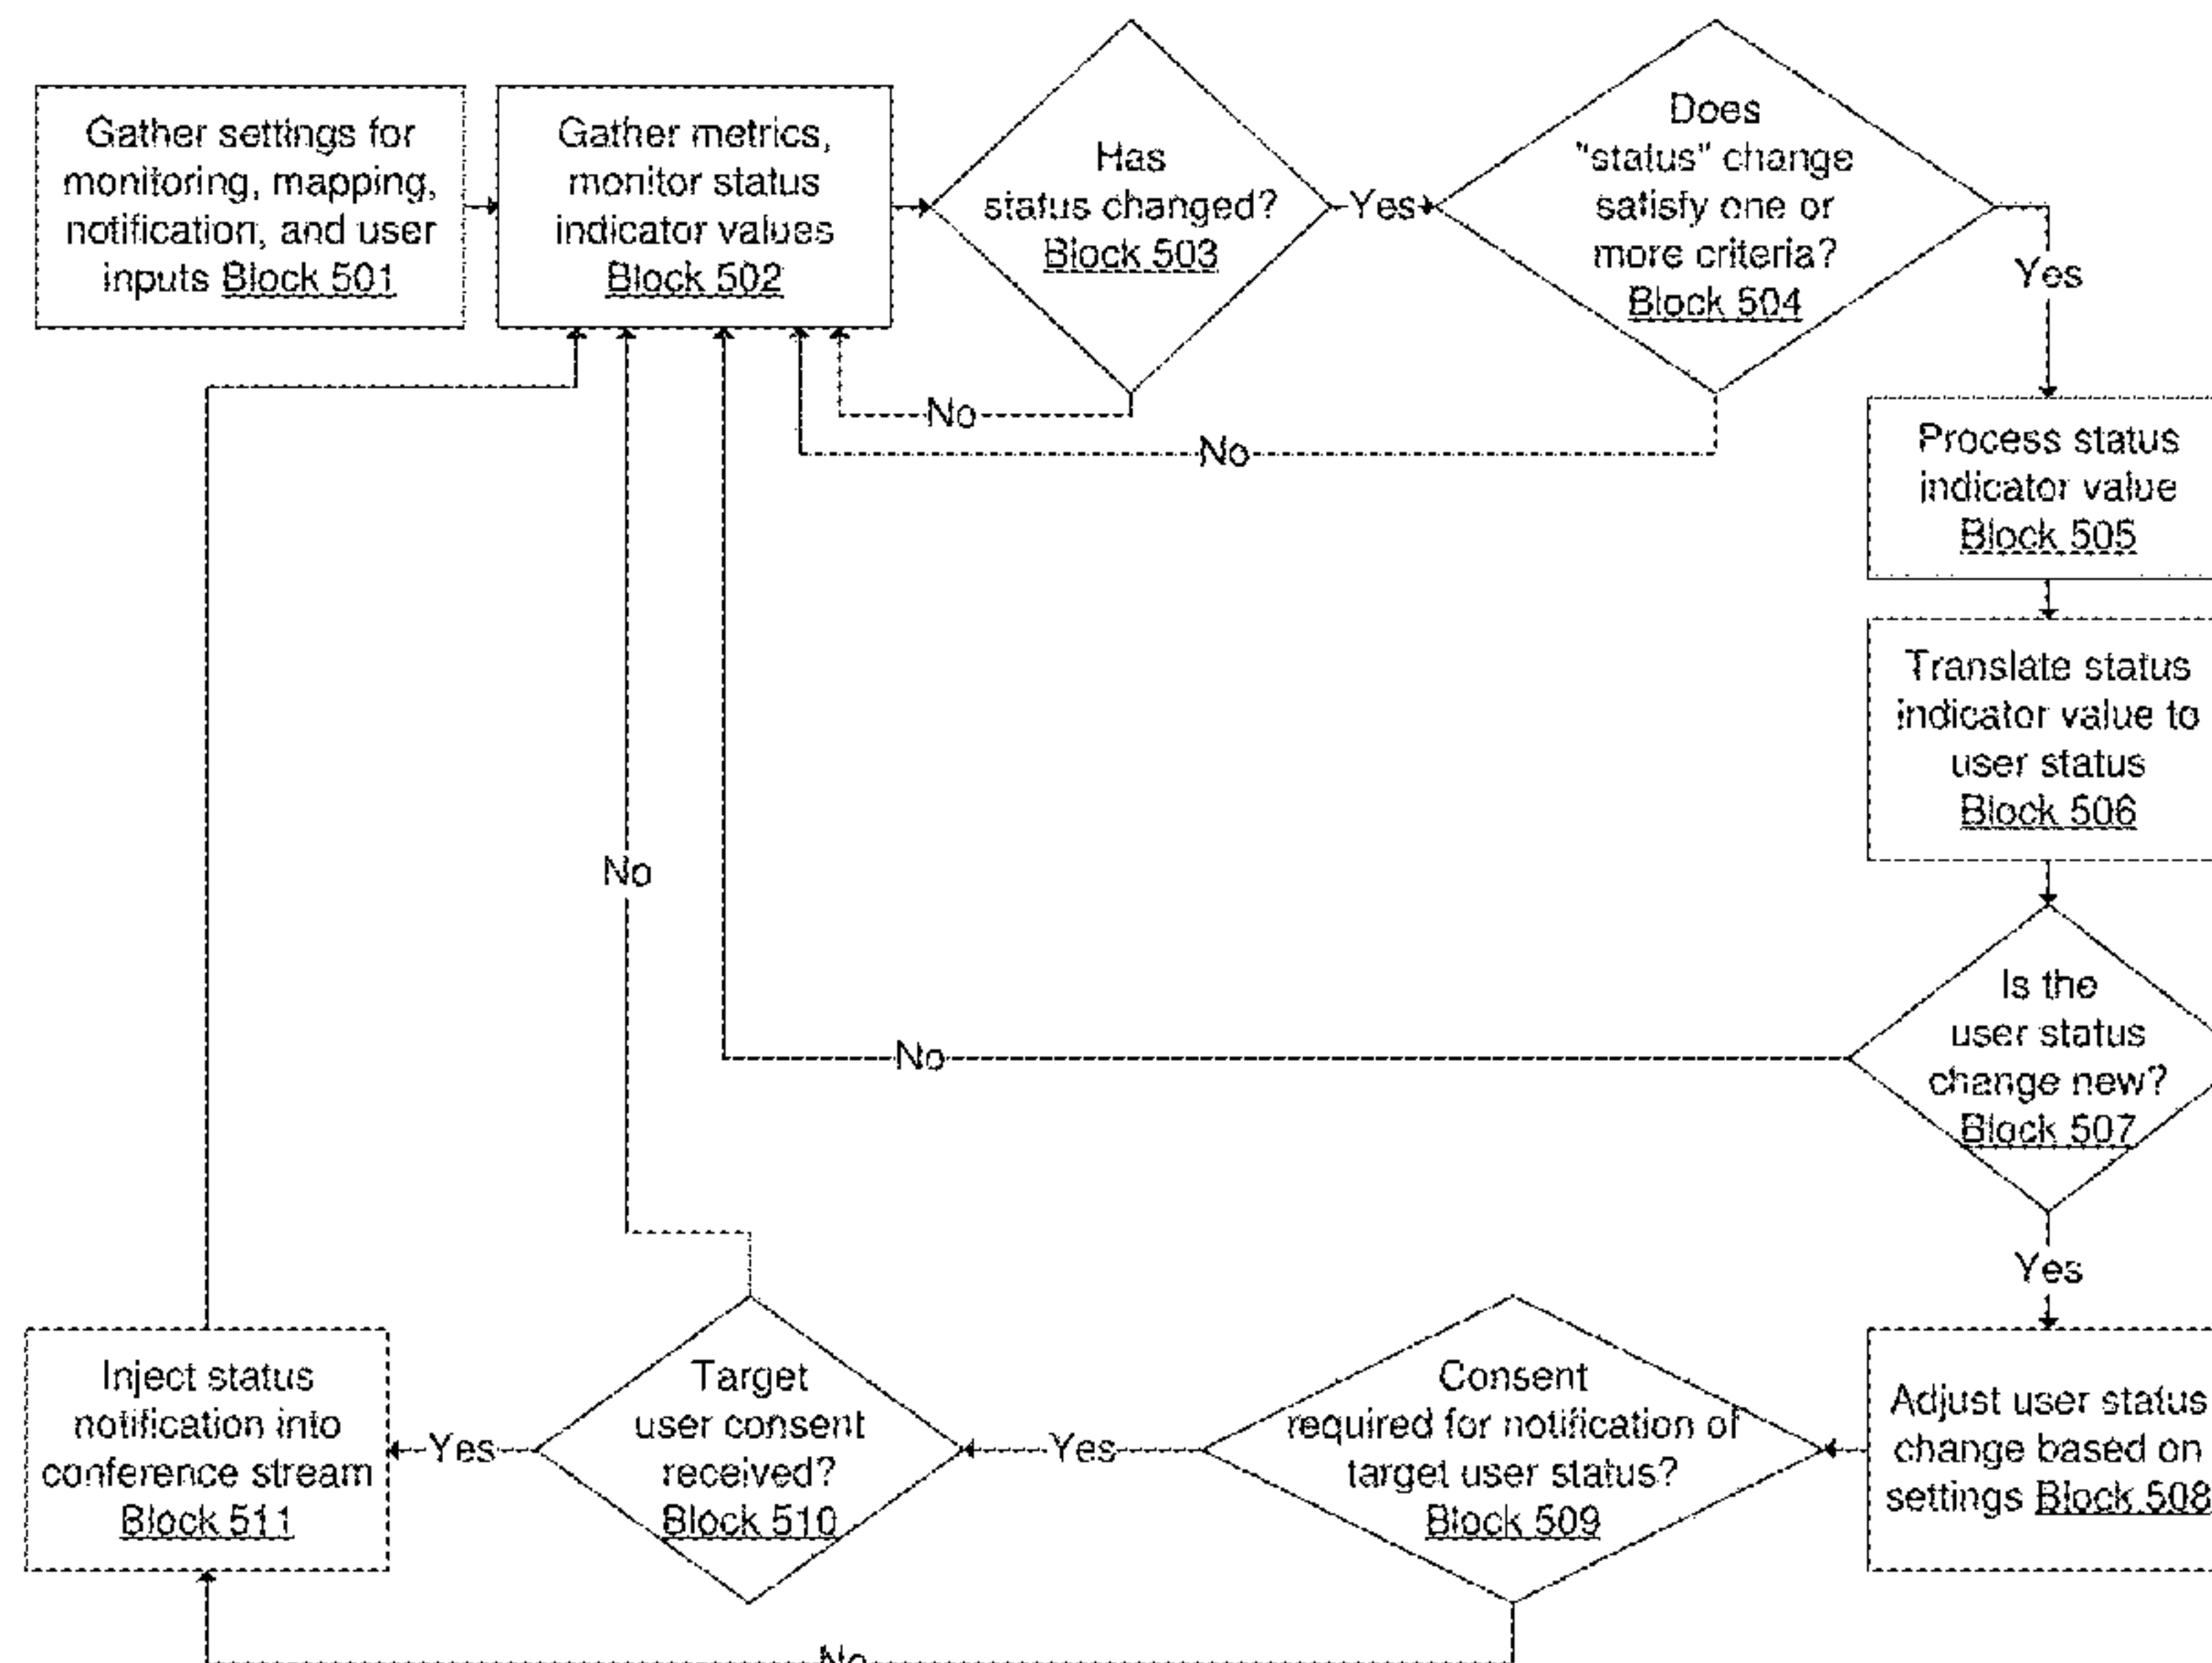 Gather settings for
monitoring, mapping,
notification, and user
inputs Block 501
Gather metrics,
monitor status
indicator values
Block 502
Has
status changed?
Block 503
Yes
Does
"status" change
satisfy one or
more criteria?
Block 504
Yes
No
No
Process status
indicator value
Block 505
Translate status
indicator value to
user status
Block 506
No
Is the
user status
change new?
Block 507
No
Yes
Adjust user status
change based on
settings Block 508
Consent
required for notification of
target user status?
Block 509
Yes
Target
user consent
received?
Block 510
Yes
Inject status
notification into
conference stream
Block 511
No